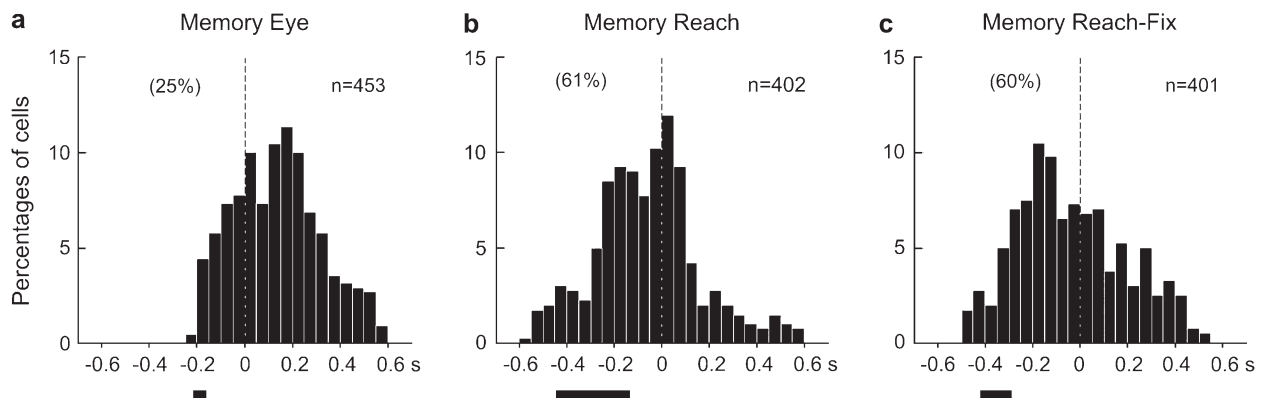 a Memory Eye
b Memory Reach
c Memory Reach-Fix
Percentages of cells
15
10
5
0
(25%) n=453
-0.6 -0.4 -0.2 0 0.2 0.4 0.6 s
15
10
5
0
(61%) n=402
-0.6 -0.4 -0.2 0 0.2 0.4 0.6 s
15
10
5
0
(60%) n=401
-0.6 -0.4 -0.2 0 0.2 0.4 0.6 s